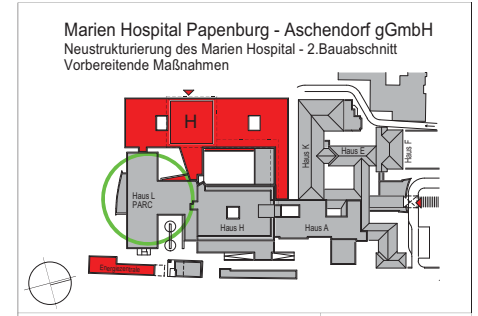 Marien Hospital Papenburg - Aschendorf gGmbH
Neustrukturierung des Marien Hospital - 2.Bauabschnitt
Vorbereitende Maßnahmen
H
Haus K
Haus E
Haus F
Haus L
PARC
Haus H
Haus A
Energiezentrale